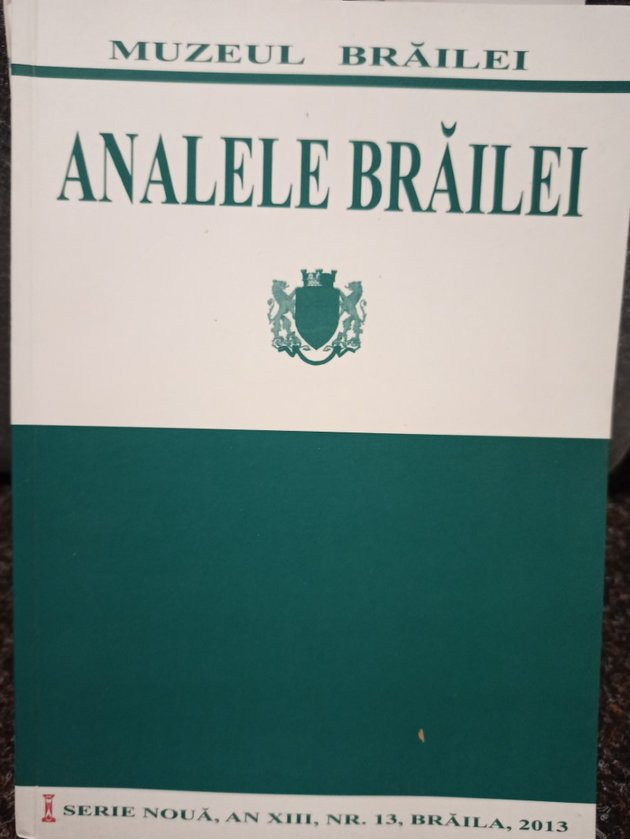 MUZEUL BRĂILEI
ANALELE BRĂILEI
SERIE NOUĂ, AN XIII, NR. 13, BRĂILA, 2013